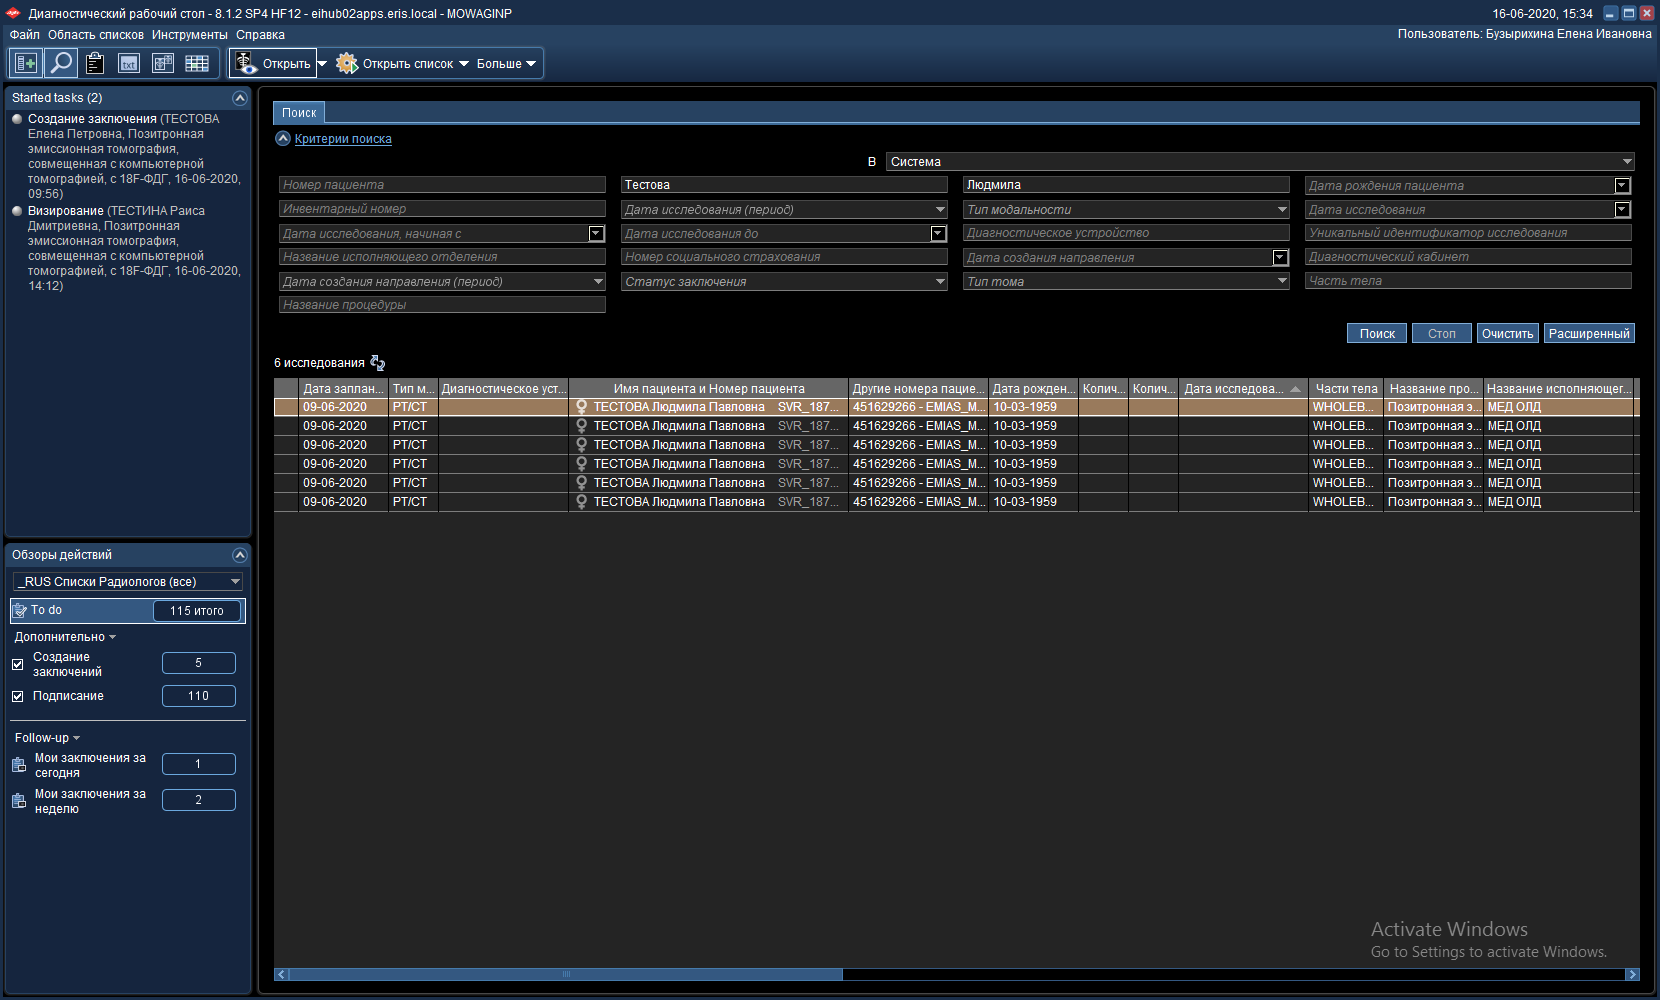 Диагностический рабочий стол - 8.1.2 SP4 HF12 - eihub02apps.eris.local - MOWAGINP
16-06-2020, 15:34
Файл Область списков Инструменты Справка
Пользователь: Бузырихина Елена Ивановна
txt
Открыть
Открыть список
Больше
Started tasks (2)
Создание заключения (ТЕСТОВА
Елена Петровна, Позитронная
эмиссионная томография,
совмещенная с компьютерной
томографией, с 18F-ФДГ, 16-06-2020,
09:56)
Визирование (ТЕСТИНА Раиса
Дмитриевна, Позитронная
эмиссионная томография,
совмещенная с компьютерной
томографией, с 18F-ФДГ, 16-06-2020,
14:12)
Обзоры действий
_RUS Списки Радиологов (все)
To do
115 итого
Дополнительно
Создание
заключений
5
Подписание
110
Follow-up
Мои заключения за
сегодня
1
Мои заключения за
неделю
2
Поиск
Критерии поиска
В Система
Номер пациента Тестова Людмила Дата рождения пациента
Инвентарный номер Дата исследования (период) Тип модальности Дата исследования
Дата исследования, начиная с Дата исследования до Диагностическое устройство Уникальный идентификатор исследования
Название исполняющего отделения Номер социального страхования Дата создания направления Диагностический кабинет
Дата создания направления (период) Статус заключения Тип тома Часть тела
Название процедуры
Поиск Стоп Очистить Расширенный
6 исследования
Дата заплан... Тип м... Диагностическое уст... Имя пациента и Номер пациента Другие номера пацие... Дата рожден... Колич... Колич... Дата исследова... Части тела Название про... Название исполняющег...
09-06-2020 PT/CT ТЕСТОВА Людмила Павловна SVR_187... 451629266 - EMIAS_M... 10-03-1959 WHOLEB... Позитронная э... МЕД ОЛД
09-06-2020 PT/CT ТЕСТОВА Людмила Павловна SVR_187... 451629266 - EMIAS_M... 10-03-1959 WHOLEB... Позитронная э... МЕД ОЛД
09-06-2020 PT/CT ТЕСТОВА Людмила Павловна SVR_187... 451629266 - EMIAS_M... 10-03-1959 WHOLEB... Позитронная э... МЕД ОЛД
09-06-2020 PT/CT ТЕСТОВА Людмила Павловна SVR_187... 451629266 - EMIAS_M... 10-03-1959 WHOLEB... Позитронная э... МЕД ОЛД
09-06-2020 PT/CT ТЕСТОВА Людмила Павловна SVR_187... 451629266 - EMIAS_M... 10-03-1959 WHOLEB... Позитронная э... МЕД ОЛД
09-06-2020 PT/CT ТЕСТОВА Людмила Павловна SVR_187... 451629266 - EMIAS_M... 10-03-1959 WHOLEB... Позитронная э... МЕД ОЛД
Activate Windows
Go to Settings to activate Windows.